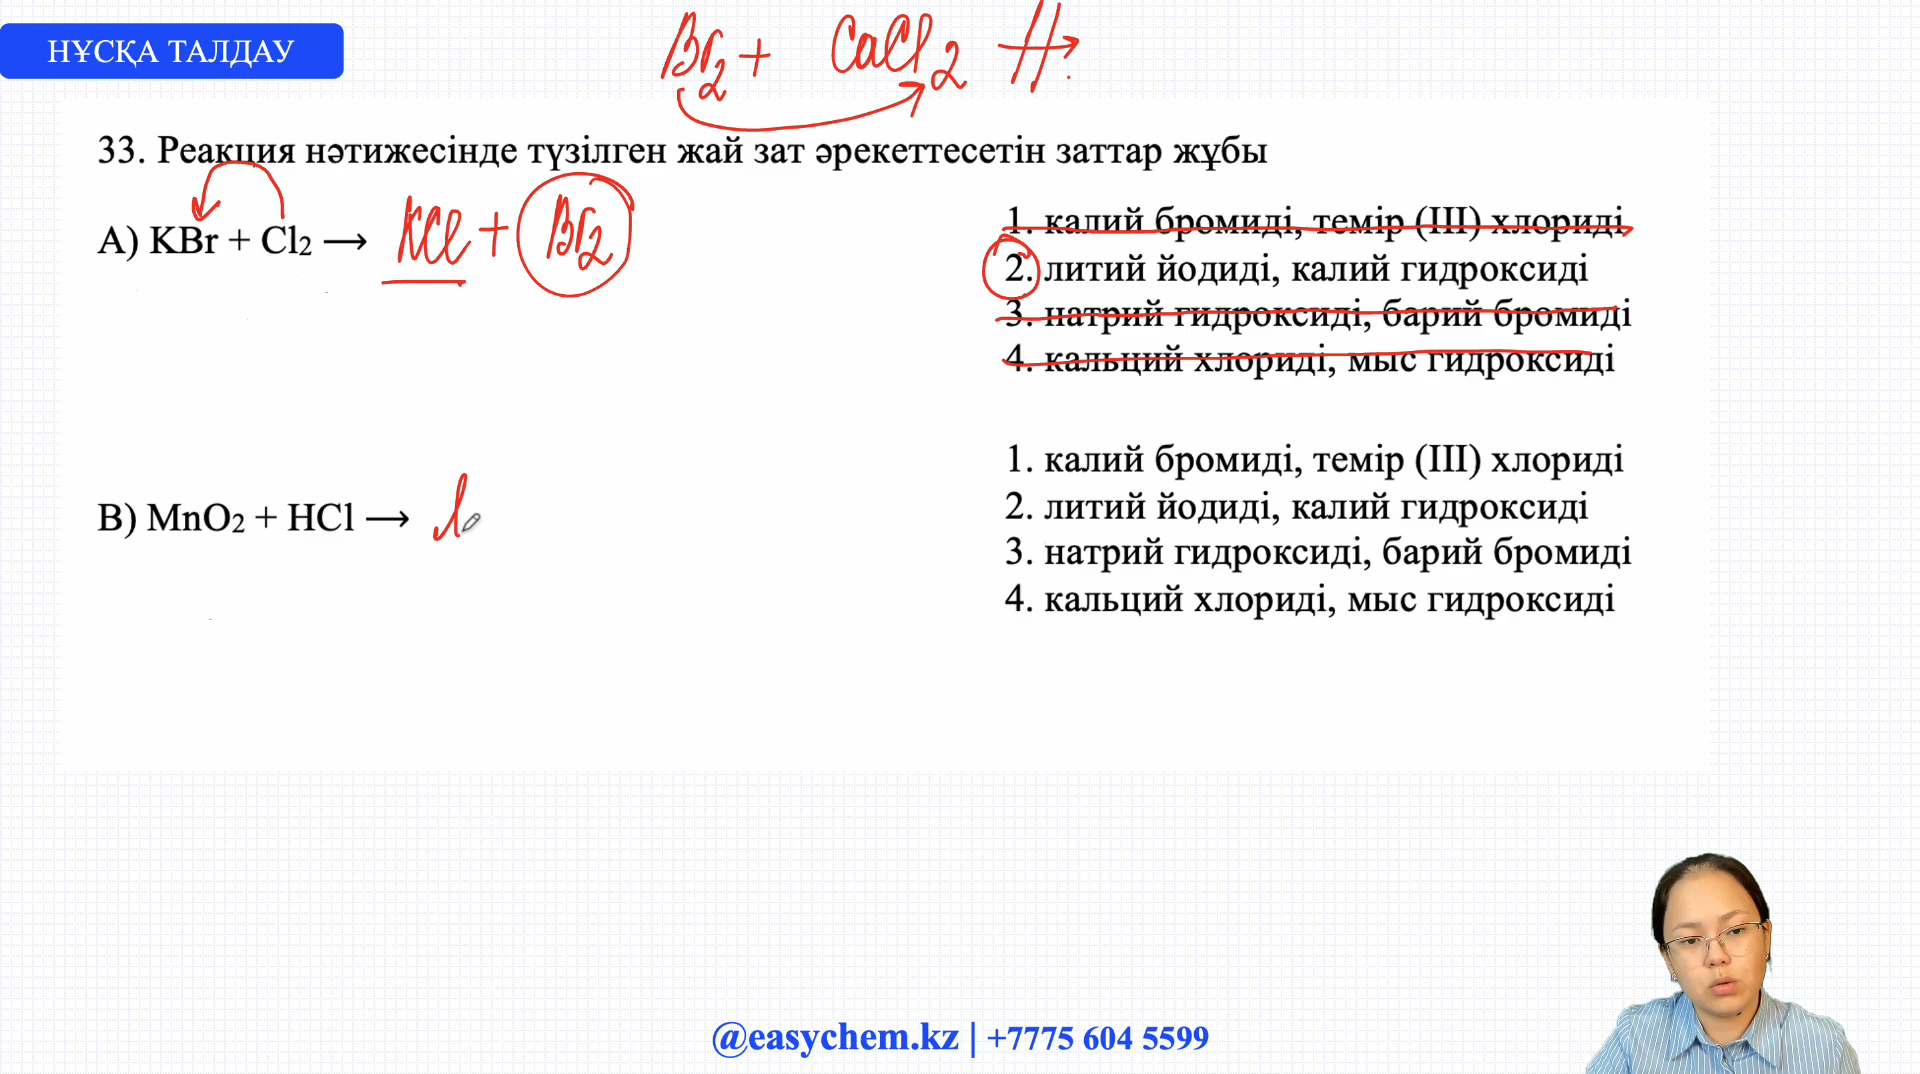 НҰСҚА ТАЛДАУ
Br2 + CaCl2 ?
33. Реакция нәтижесінде түзілген жай зат әрекеттесетін заттар жұбы
A) KBr + Cl2 → KCl + Br2
1. калий бромиді, темір (III) хлориді
2. литий йодиді, калий гидроксиді
3. натрий гидроксиді, барий бромиді
4. кальций хлориді, мыс гидроксиді
B) MnO2 + HCl →
1. калий бромиді, темір (III) хлориді
2. литий йодиді, калий гидроксиді
3. натрий гидроксиді, барий бромиді
4. кальций хлориді, мыс гидроксиді
@easychem.kz | +7775 604 5599